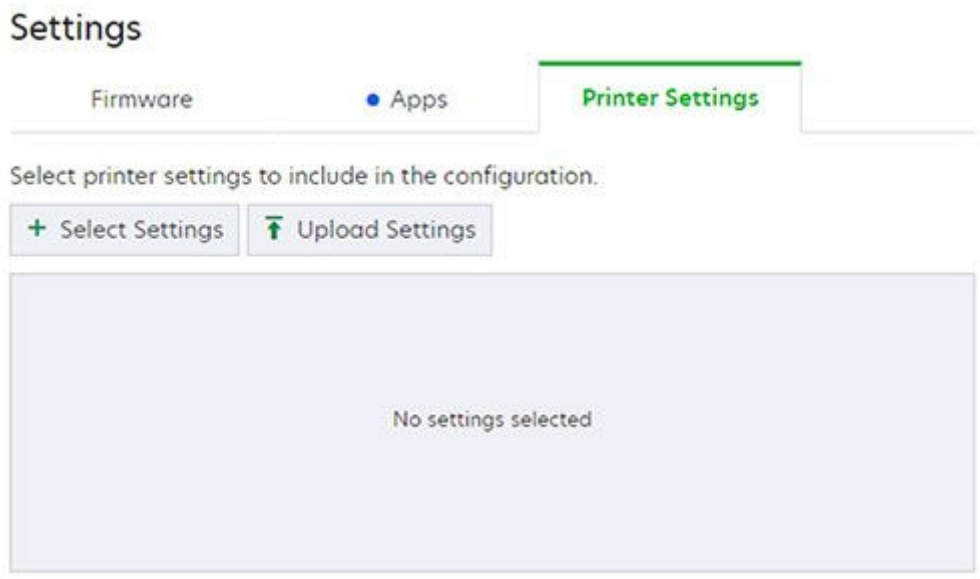 Settings
Firmware
Apps
Printer Settings
Select printer settings to include in the configuration.
+ Select Settings
Upload Settings
No settings selected